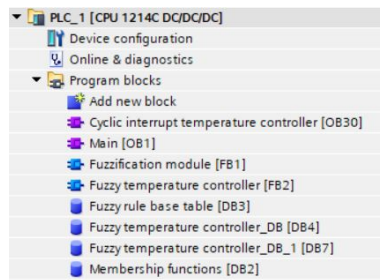 PLC_1 [CPU 1214C DC/DC/DC]
Device configuration
Online & diagnostics
Program blocks
Add new block
Cyclic interrupt temperature controller [OB30]
Main [OB1]
Fuzzification module [FB1]
Fuzzy temperature controller [FB2]
Fuzzy rule base table [DB3]
Fuzzy temperature controller_DB [DB4]
Fuzzy temperature controller_DB_1 [DB7]
Membership functions [DB2]